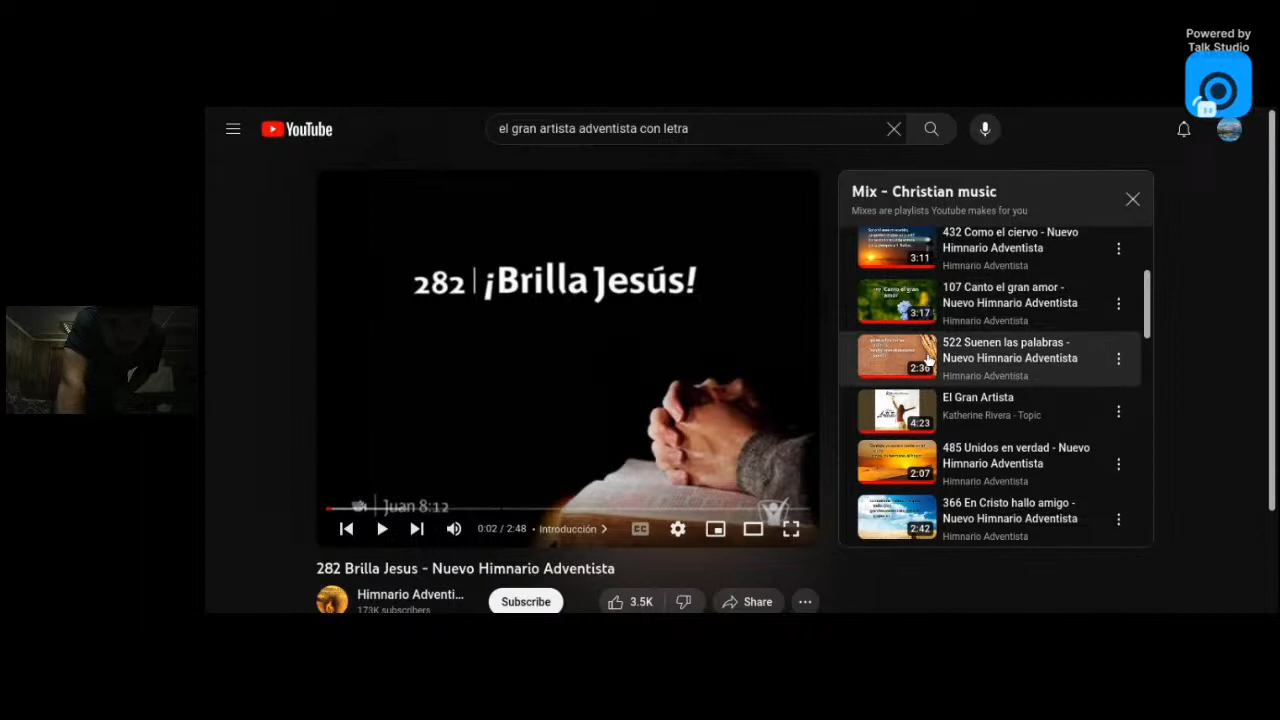 Powered by
Talk Studio
YouTube
el gran artista adventista con letra
282 | ¡Brilla Jesús!
Juan 8:12
0:02 / 2:48 • Introducción
CC
282 Brilla Jesus - Nuevo Himnario Adventista
Himnario Adventi...
173K subscribers
Subscribe
3.5K
Share
Mix - Christian music
Mixes are playlists Youtube makes for you
432 Como el ciervo - Nuevo
Himnario Adventista
3:11
Himnario Adventista
107 Canto el gran amor -
Nuevo Himnario Adventista
3:17
Himnario Adventista
522 Suenen las palabras -
Nuevo Himnario Adventista
2:36
Himnario Adventista
El Gran Artista
Katherine Rivera - Topic
4:23
485 Unidos en verdad - Nuevo
Himnario Adventista
2:07
Himnario Adventista
366 En Cristo hallo amigo -
Nuevo Himnario Adventista
2:42
Himnario Adventista